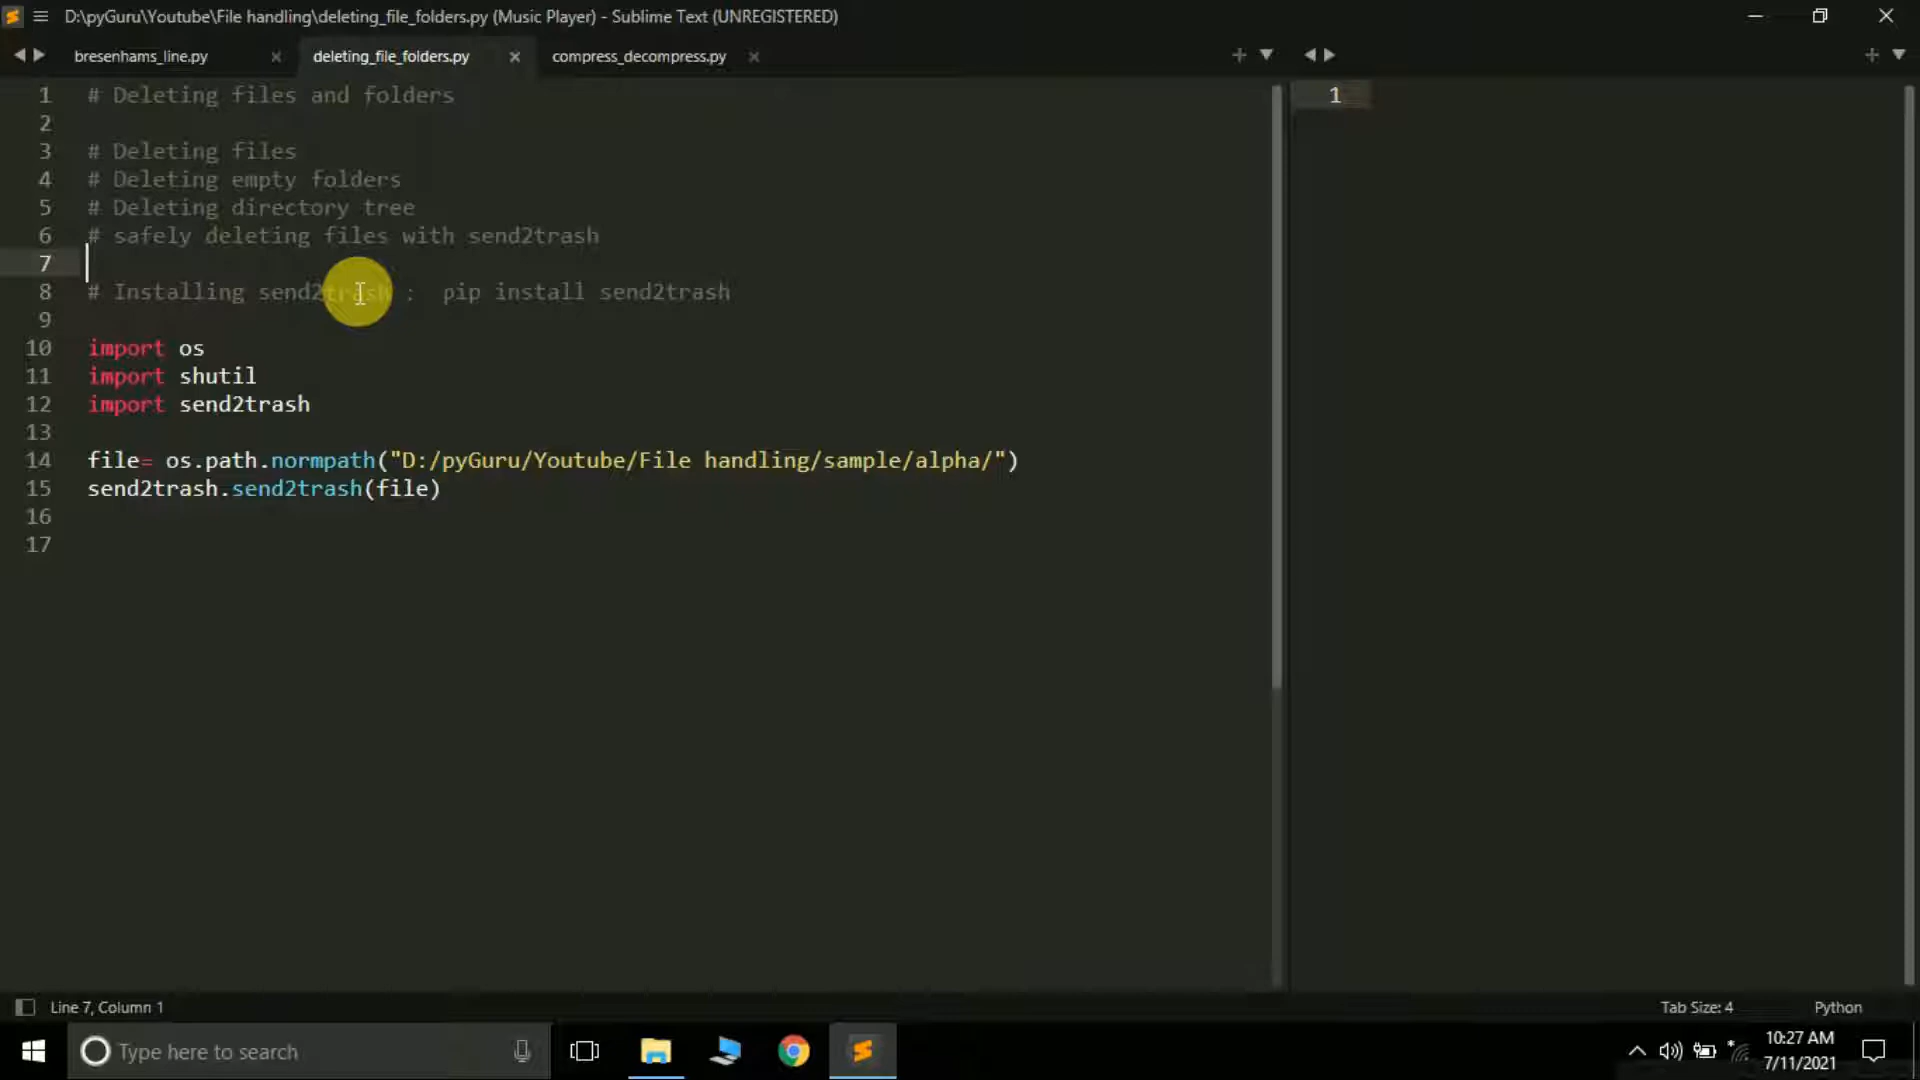 D:\pyGuru\Youtube\File handling\deleting_file_folders.py (Music Player) - Sublime Text (UNREGISTERED)
bresenhams_line.py
deleting_file_folders.py
compress_decompress.py
1 # Deleting files and folders
2
3 # Deleting files
4 # Deleting empty folders
5 # Deleting directory tree
6 # safely deleting files with send2trash
7
8 # Installing send2trash :  pip install send2trash
9
10 import os
11 import shutil
12 import send2trash
13
14 file= os.path.normpath("D:/pyGuru/Youtube/File handling/sample/alpha/")
15 send2trash.send2trash(file)
16
17
1
Line 7, Column 1
Tab Size: 4
Python
Type here to search
10:27 AM
7/11/2021